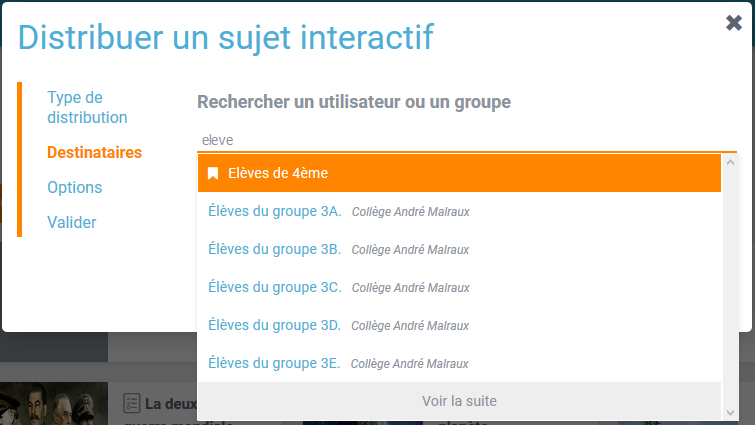 Distribuer un sujet interactif
Type de
distribution
Destinataires
Options
Valider
Rechercher un utilisateur ou un groupe
eleve
Elèves de 4ème
Élèves du groupe 3A. Collège André Malraux
Élèves du groupe 3B. Collège André Malraux
Élèves du groupe 3C. Collège André Malraux
Élèves du groupe 3D. Collège André Malraux
Élèves du groupe 3E. Collège André Malraux
Voir la suite
La deux